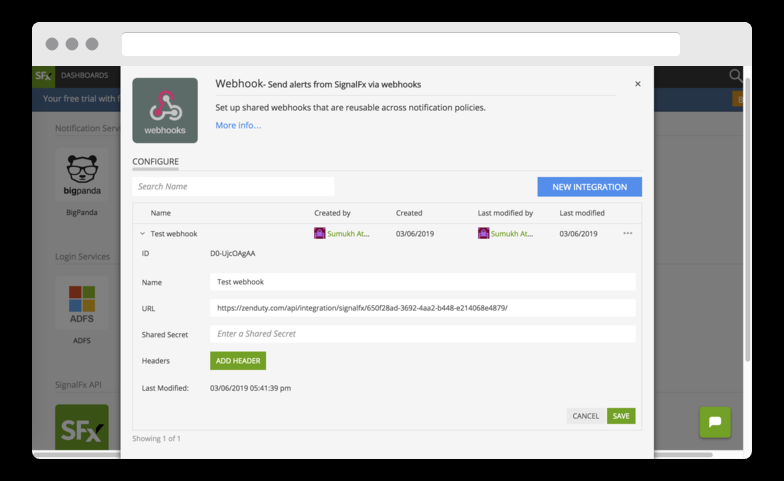 SFx DASHBOARDS
Your free trial with
Notification Serv
bigpanda
BigPanda
Login Services
ADFS
ADFS
SignalFx API
SFx
webhooks
Webhook- Send alerts from SignalFx via webhooks
×
Set up shared webhooks that are reusable across notification policies.
More info...
CONFIGURE
Search Name
NEW INTEGRATION
Name Created by Created Last modified by Last modified
Test webhook Sumukh At... 03/06/2019 Sumukh At... 03/06/2019 •••
ID D0-UjcOAgAA
Name Test webhook
URL https://zenduty.com/api/integration/signalfx/650f28ad-3692-4aa2-b448-e214068e4879/
Shared Secret Enter a Shared Secret
Headers ADD HEADER
Last Modified: 03/06/2019 05:41:39 pm
CANCEL SAVE
Showing 1 of 1